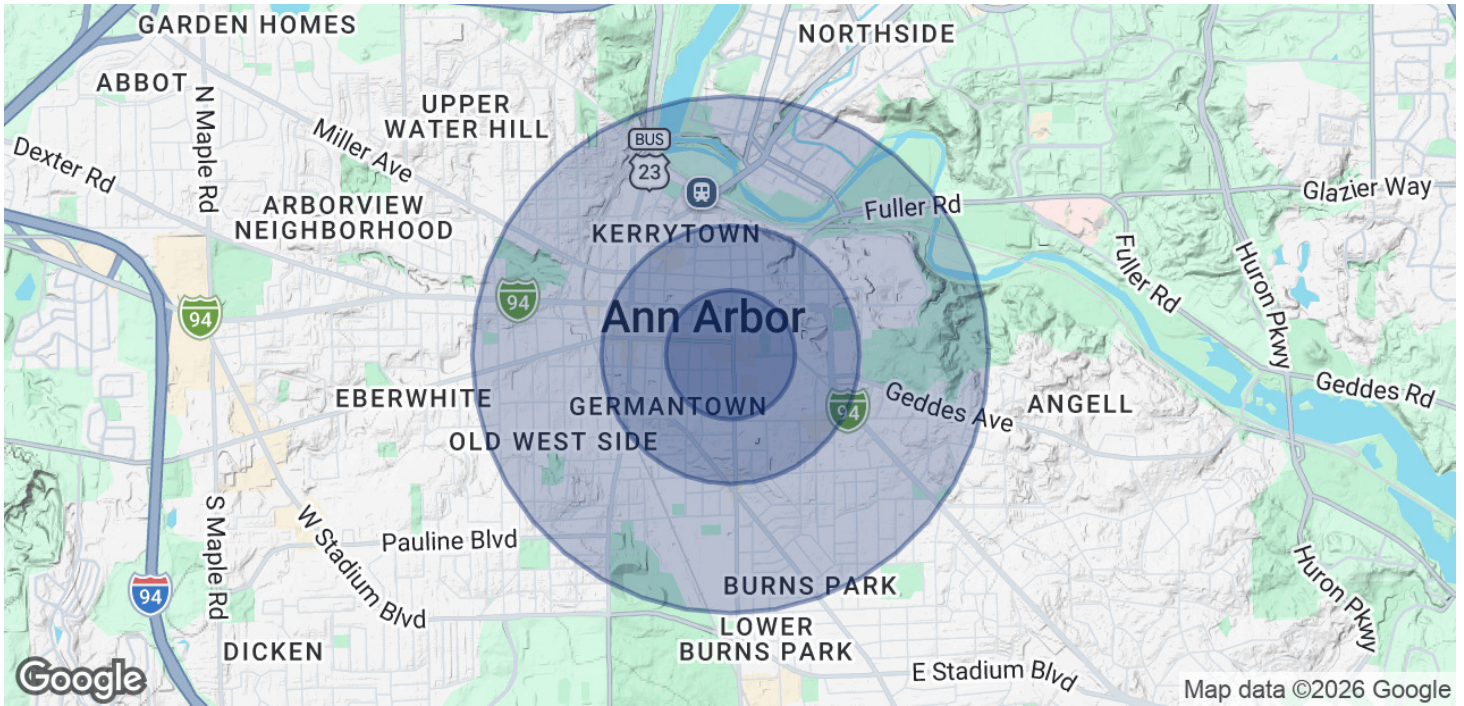 GARDEN HOMES
NORTHSIDE
ABBOT
N Maple Rd
UPPER
WATER HILL
Miller Ave
BUS
23
Dexter Rd
ARBORVIEW
NEIGHBORHOOD
KERRYTOWN
Fuller Rd
Glazier Way
Fuller Rd
Huron Pkwy
94
94
Ann Arbor
EBERWHITE
GERMANTOWN
94
Geddes Ave
ANGELL
Geddes Rd
OLD WEST SIDE
S Maple Rd
W Stadium Blvd
Pauline Blvd
BURNS PARK
Huron Pkwy
94
DICKEN
LOWER
BURNS PARK
E Stadium Blvd
Google
Map data ©2026 Google